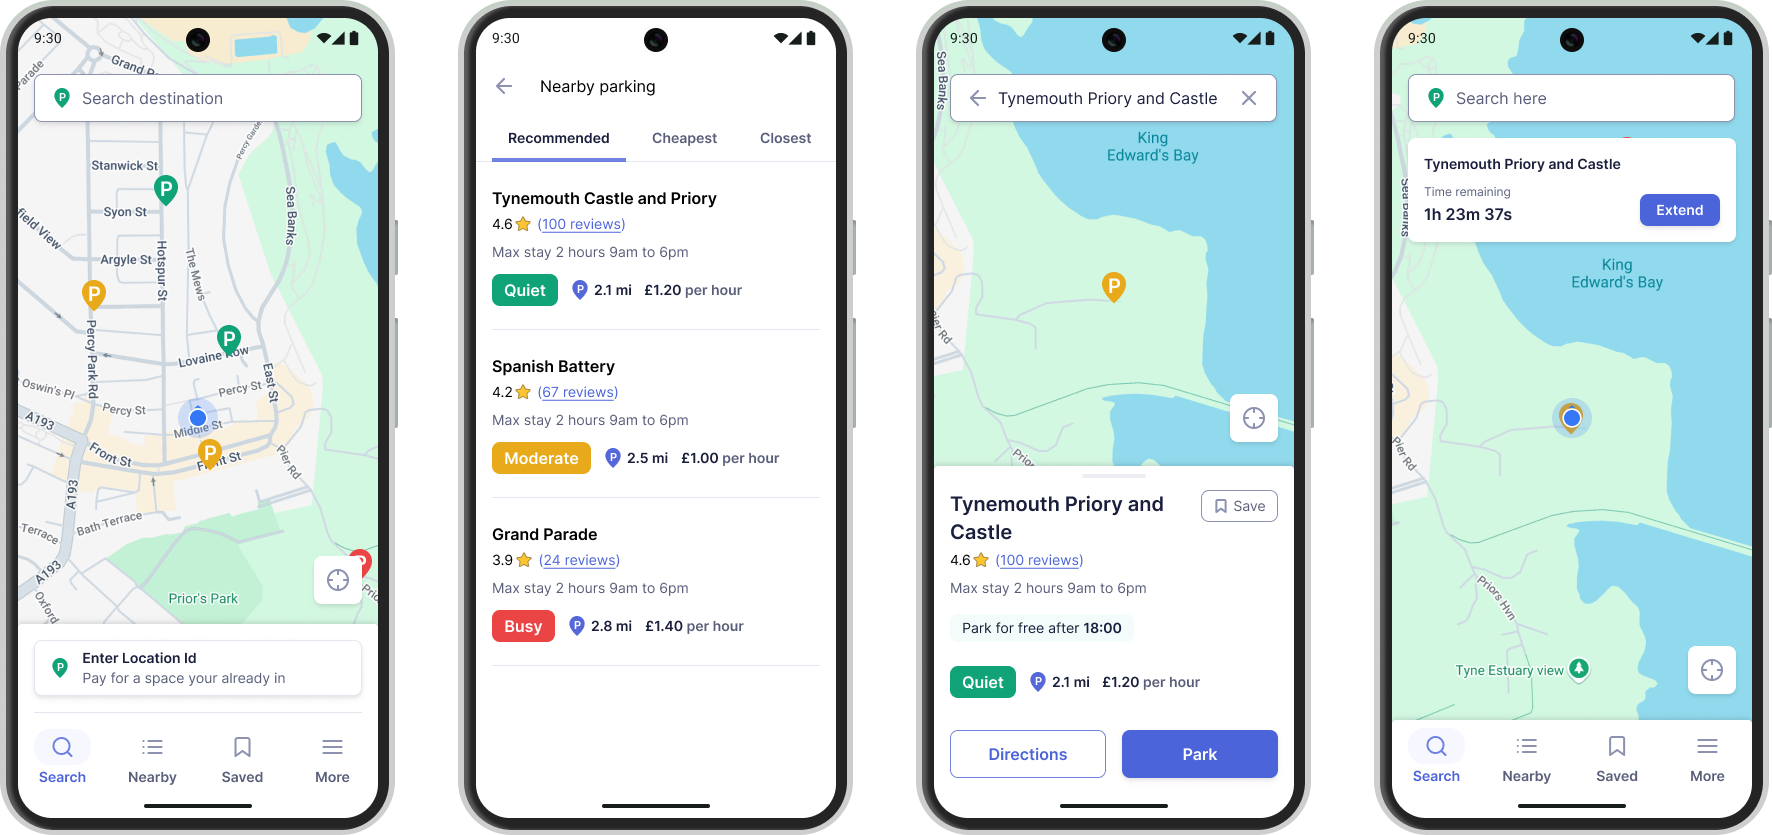 9:30
Grand P
Parade
P Search destination
Percy Garde
Stanwick St
P
Syon St
Sea Banks
field View
Hotspur St
The Mews
Argyle St
P
Percy Park Rd
P
Lovaine Row
East St
Oswin's Pl
Percy St
Percy St
A193
Middle St
P
Front St
Front St
Pier Rd
A193
Bath Terrace
Terrace
A193
Oxford
Prior's Park
P
Enter Location Id
P
Pay for a space your already in
Search Nearby Saved More
9:30
Nearby parking
Recommended Cheapest Closest
Tynemouth Castle and Priory
4.6 (100 reviews)
Max stay 2 hours 9am to 6pm
Quiet P 2.1 mi £1.20 per hour
Spanish Battery
4.2 (67 reviews)
Max stay 2 hours 9am to 6pm
Moderate P 2.5 mi £1.00 per hour
Grand Parade
3.9 (24 reviews)
Max stay 2 hours 9am to 6pm
Busy P 2.8 mi £1.40 per hour
9:30
Sea Banks
Tynemouth Priory and Castle
King
Edward's Bay
P
Pier Rd
Prior
Tynemouth Priory and
Castle
Save
4.6 (100 reviews)
Max stay 2 hours 9am to 6pm
Park for free after 18:00
Quiet P 2.1 mi £1.20 per hour
Directions Park
9:30
P Search here
Tynemouth Priory and Castle
Time remaining
1h 23m 37s
Extend
Sea Banks
King
Edward's Bay
Pier Rd
Priors Hvn
Tyne Estuary view
Search Nearby Saved More